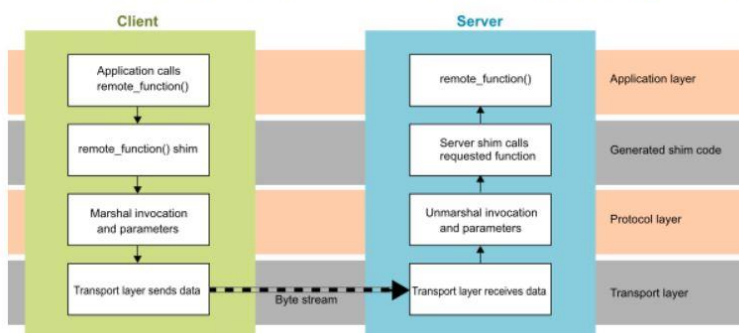 Client
Server
Application calls
remote_function()
remote_function()
Application layer
remote_function() shim
Server shim calls
requested function
Generated shim code
Marshal invocation
and parameters
Unmarshal invocation
and parameters
Protocol layer
Transport layer sends data
Byte stream
Transport layer receives data
Transport layer